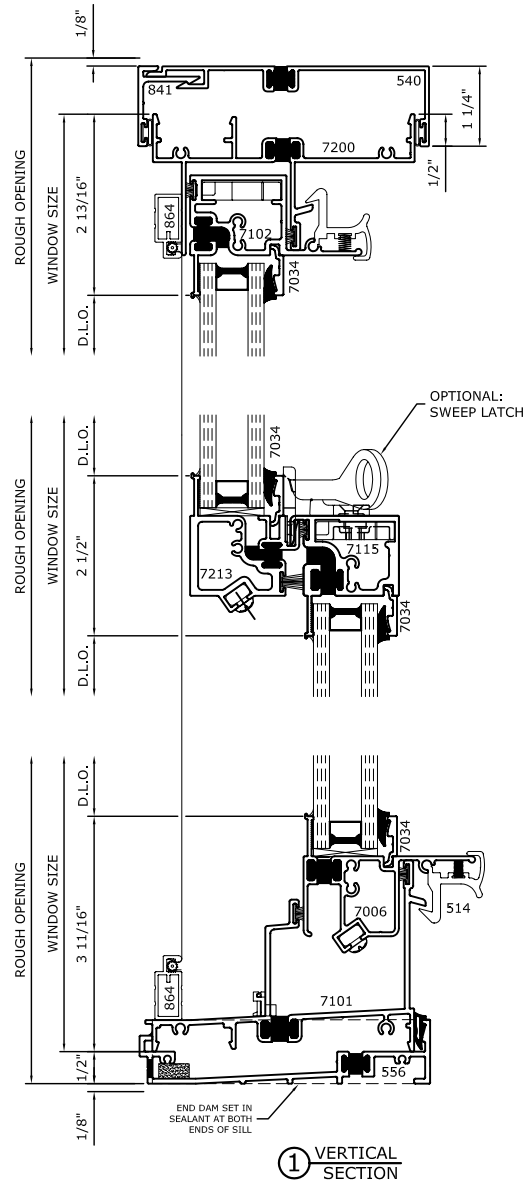 1/8"
841
540
7200
1 1/4"
1/2"
ROUGH OPENING
WINDOW SIZE
2 13/16"
D.L.O.
864
7102
7034
OPTIONAL:
SWEEP LATCH
ROUGH OPENING
WINDOW SIZE
D.L.O.
2 1/2"
D.L.O.
7034
7213
7115
7034
ROUGH OPENING
WINDOW SIZE
D.L.O.
3 11/16"
1/2"
1/8"
7034
7006
514
864
7101
556
END DAM SET IN
SEALANT AT BOTH
ENDS OF SILL
1 VERTICAL
SECTION